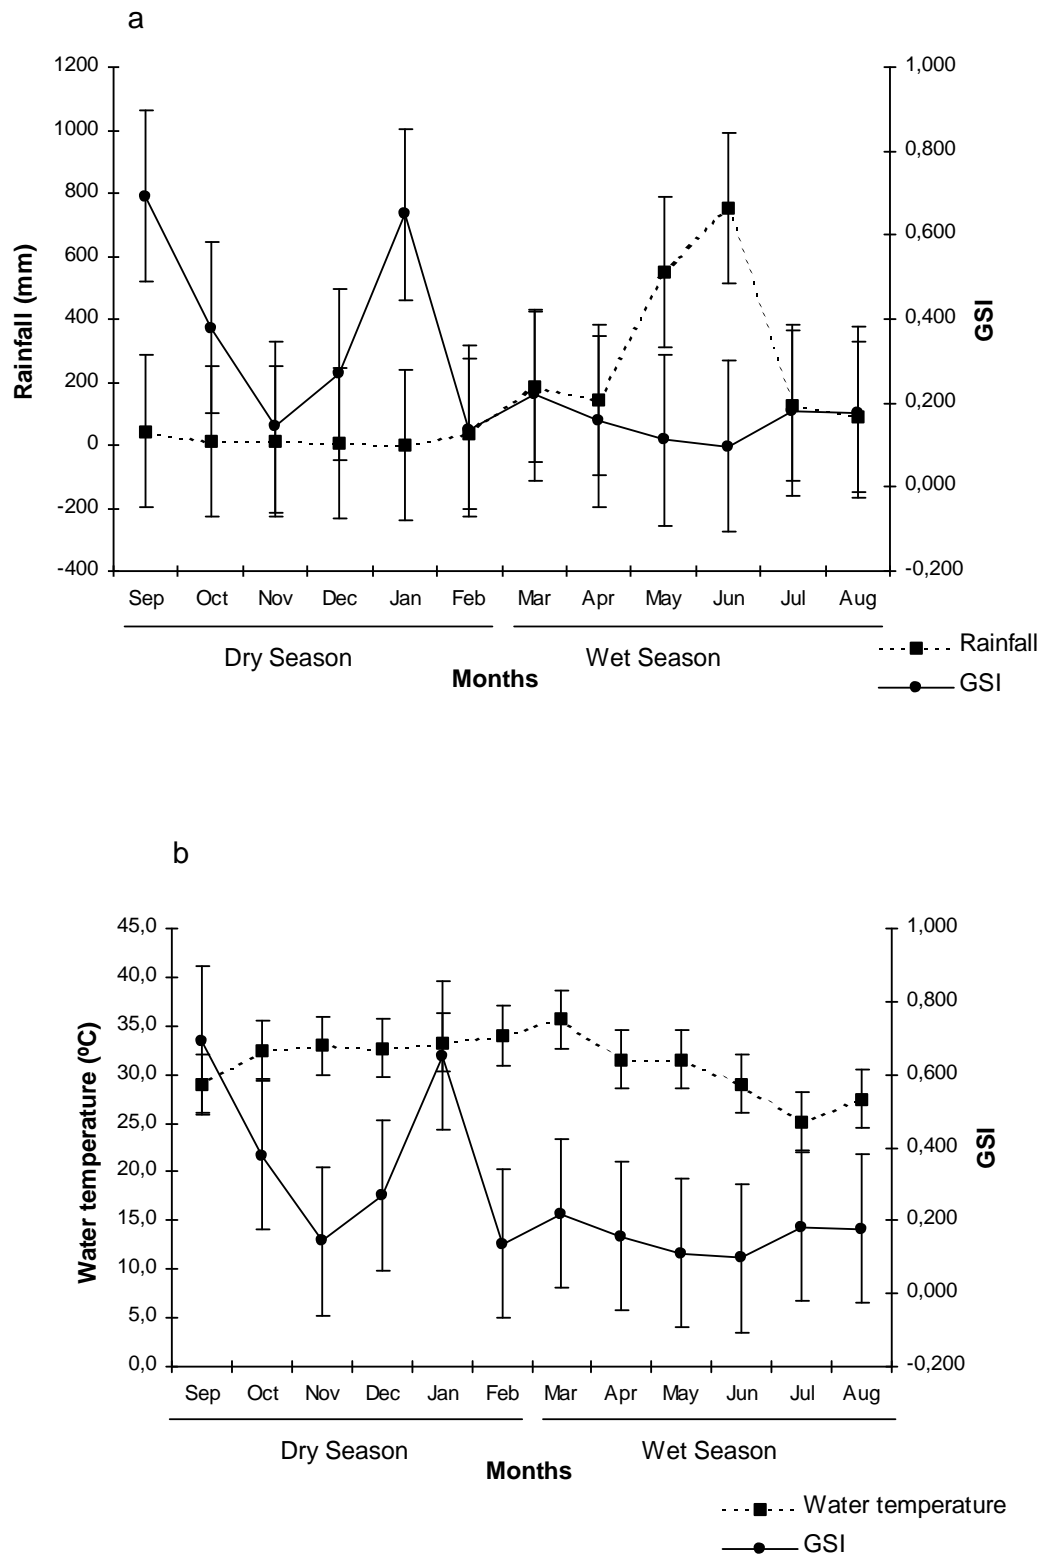 a
1200
1000
800
600
400
200
0
-200
-400
Rainfall (mm)
1,000
0,800
0,600
0,400
0,200
0,000
-0,200
GSI
Sep Oct Nov Dec Jan Feb Mar Apr May Jun Jul Aug
Dry Season Wet Season
Months
Rainfall
GSI
b
45,0
40,0
35,0
30,0
25,0
20,0
15,0
10,0
5,0
0,0
Water temperature (ºC)
1,000
0,800
0,600
0,400
0,200
0,000
-0,200
GSI
Sep Oct Nov Dec Jan Feb Mar Apr May Jun Jul Aug
Dry Season Wet Season
Months
Water temperature
GSI